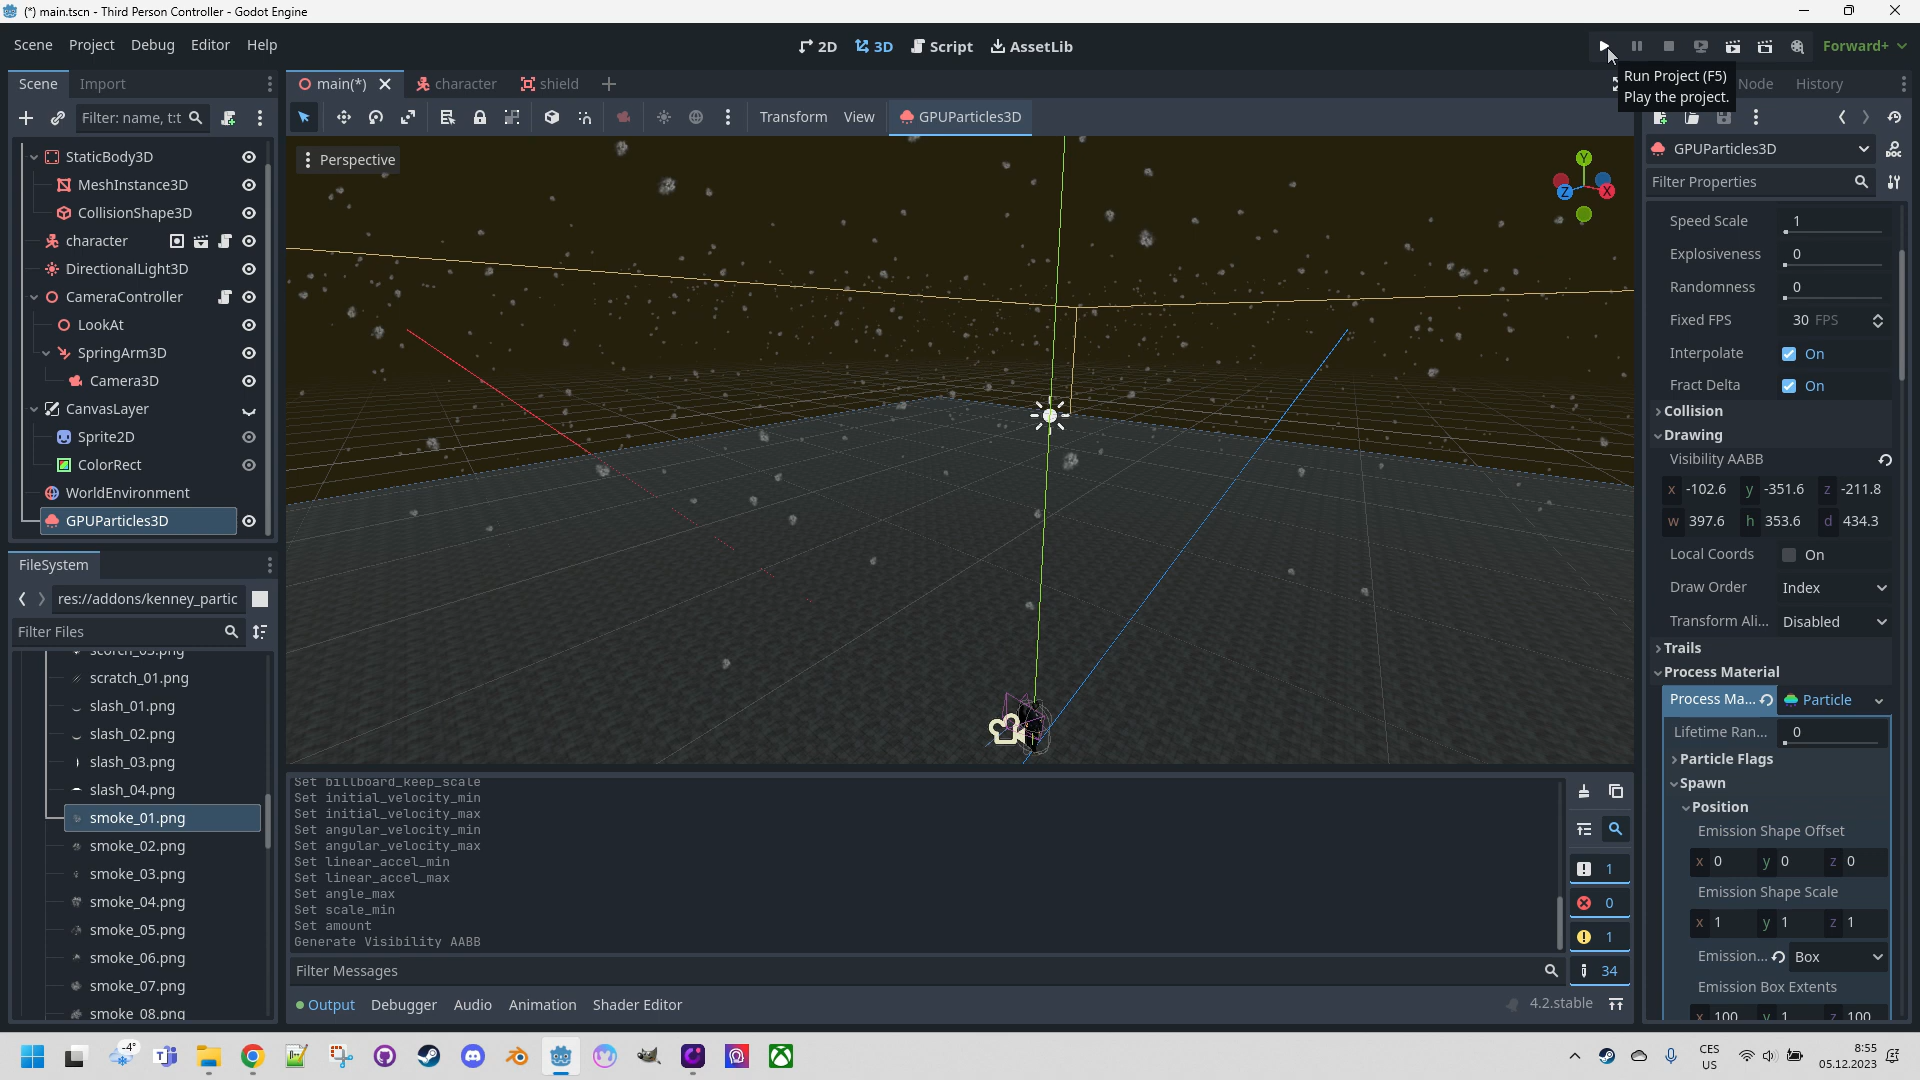 (*) main.tscn - Third Person Controller - Godot Engine
Scene Project Debug Editor Help
2D 3D Script AssetLib
Forward+
Run Project (F5)
Play the project.
Scene Import
main(*) character shield
Node History
Filter: name, t:t
Transform View GPUParticles3D
StaticBody3D
MeshInstance3D
CollisionShape3D
character
DirectionalLight3D
CameraController
LookAt
SpringArm3D
Camera3D
CanvasLayer
Sprite2D
ColorRect
WorldEnvironment
GPUParticles3D
Perspective
Y
Z X
FileSystem
res://addons/kenney_partic
Filter Files
scorch_03.png
scratch_01.png
slash_01.png
slash_02.png
slash_03.png
slash_04.png
smoke_01.png
smoke_02.png
smoke_03.png
smoke_04.png
smoke_05.png
smoke_06.png
smoke_07.png
smoke_08.png
Set billboard_keep_scale
Set initial_velocity_min
Set initial_velocity_max
Set angular_velocity_min
Set angular_velocity_max
Set linear_accel_min
Set linear_accel_max
Set angle_max
Set scale_min
Set amount
Generate Visibility AABB
Filter Messages
1
0
1
34
Output Debugger Audio Animation Shader Editor
4.2.stable
GPUParticles3D
Filter Properties
Speed Scale 1
Explosiveness 0
Randomness 0
Fixed FPS 30 FPS
Interpolate On
Fract Delta On
Collision
Drawing
Visibility AABB
x -102.6 y -351.6 z -211.8
w 397.6 h 353.6 d 434.3
Local Coords On
Draw Order Index
Transform Ali... Disabled
Trails
Process Material
Process Ma... Particle
Lifetime Ran... 0
Particle Flags
Spawn
Position
Emission Shape Offset
x 0 y 0 z 0
Emission Shape Scale
x 1 y 1 z 1
Emission... Box
Emission Box Extents
x 100 y 1 z 100
-4°
CES
US
8:55
05.12.2023